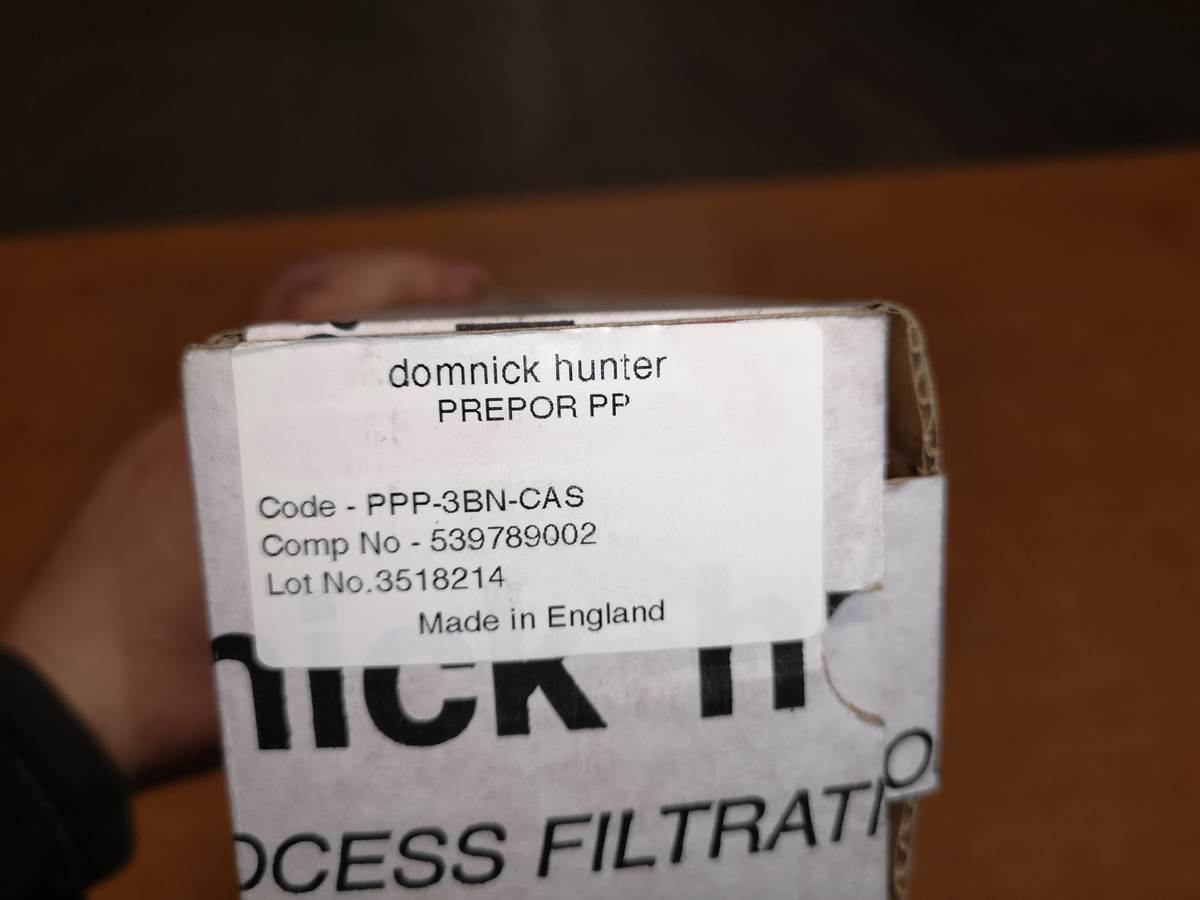 domnick hunter
PREPOR PP
Code - PPP-3BN-CAS
Comp No - 539789002
Lot No.3518214
Made in England
nick h
OCESS FILTRATIO